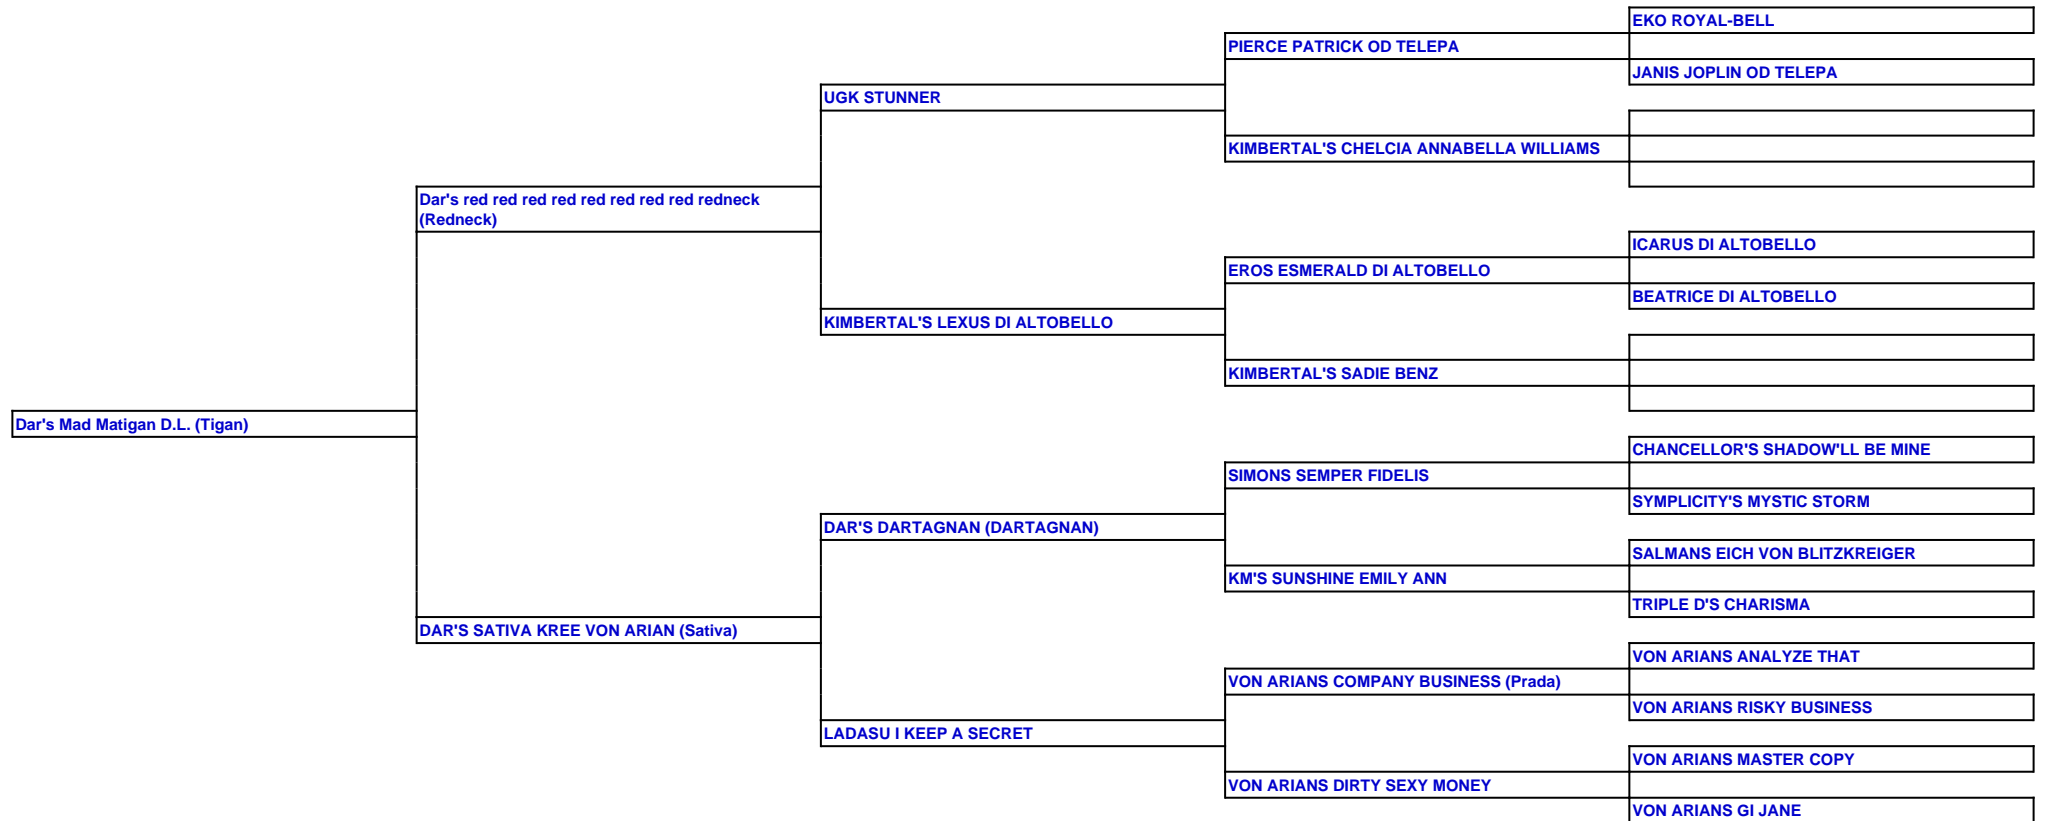 EKO ROYAL-BELL
PIERCE PATRICK OD TELEPA
JANIS JOPLIN OD TELEPA
UGK STUNNER
KIMBERTAL'S CHELCIA ANNABELLA WILLIAMS
Dar's red red red red red red red red redneck
(Redneck)
ICARUS DI ALTOBELLO
EROS ESMERALD DI ALTOBELLO
BEATRICE DI ALTOBELLO
KIMBERTAL'S LEXUS DI ALTOBELLO
KIMBERTAL'S SADIE BENZ
Dar's Mad Matigan D.L. (Tigan)
CHANCELLOR'S SHADOW'LL BE MINE
SIMONS SEMPER FIDELIS
SYMPLICITY'S MYSTIC STORM
DAR'S DARTAGNAN (DARTAGNAN)
SALMANS EICH VON BLITZKREIGER
KM'S SUNSHINE EMILY ANN
TRIPLE D'S CHARISMA
DAR'S SATIVA KREE VON ARIAN (Sativa)
VON ARIANS ANALYZE THAT
VON ARIANS COMPANY BUSINESS (Prada)
VON ARIANS RISKY BUSINESS
LADASU I KEEP A SECRET
VON ARIANS MASTER COPY
VON ARIANS DIRTY SEXY MONEY
VON ARIANS GI JANE